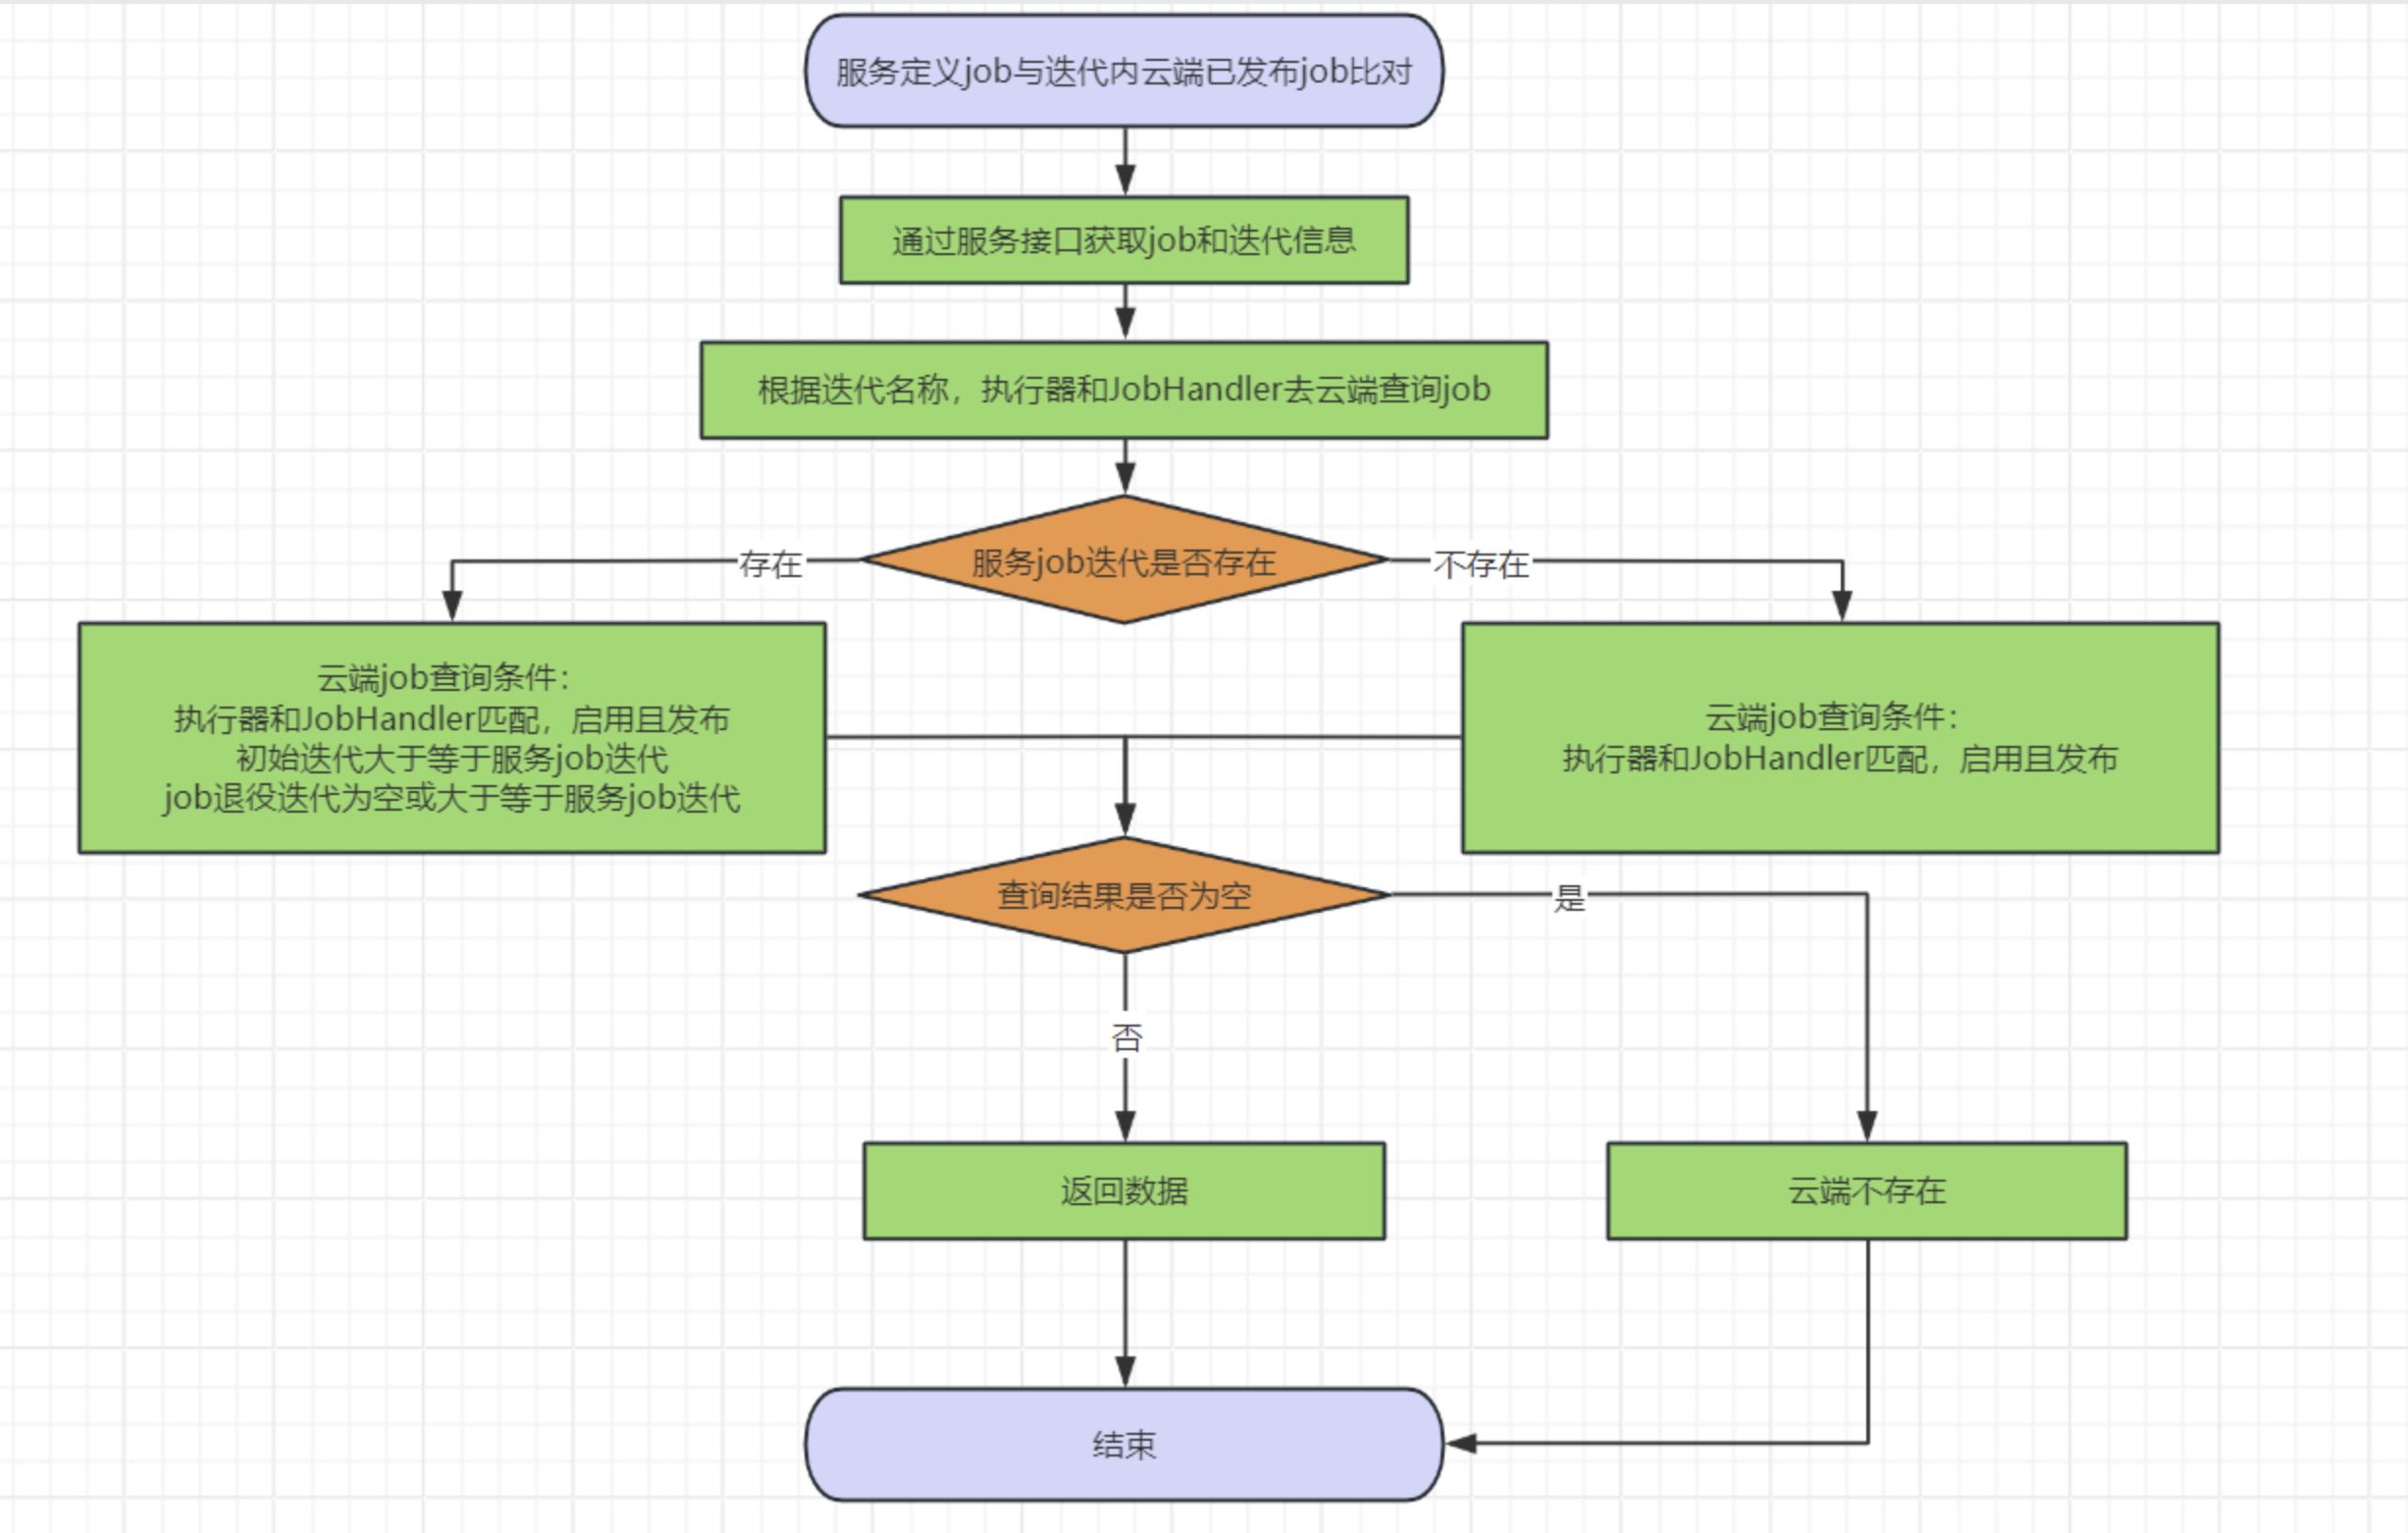 服务定义job与迭代内云端已发布job比对
通过服务接口获取job和迭代信息
根据迭代名称，执行器和JobHandler去云端查询job
服务job迭代是否存在
存在
不存在
云端job查询条件：
执行器和JobHandler匹配，启用且发布
初始迭代大于等于服务job迭代
job退役迭代为空或大于等于服务job迭代
云端job查询条件：
执行器和JobHandler匹配，启用且发布
查询结果是否为空
是
否
返回数据
云端不存在
结束